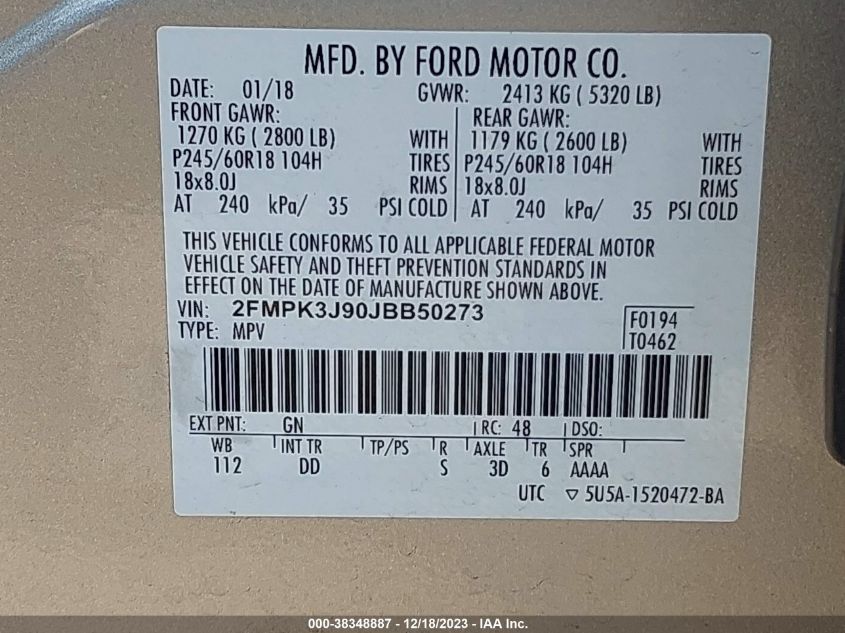 MFD. BY FORD MOTOR CO.
DATE: 01/18 GVWR: 2413 KG ( 5320 LB)
FRONT GAWR: REAR GAWR:
1270 KG ( 2800 LB) WITH 1179 KG ( 2600 LB) WITH
P245/60R18 104H TIRES P245/60R18 104H TIRES
18x8.0J RIMS 18x8.0J RIMS
AT 240 kPa/ 35 PSI COLD AT 240 kPa/ 35 PSI COLD
THIS VEHICLE CONFORMS TO ALL APPLICABLE FEDERAL MOTOR
VEHICLE SAFETY AND THEFT PREVENTION STANDARDS IN
EFFECT ON THE DATE OF MANUFACTURE SHOWN ABOVE.
VIN: 2FMPK3J90JBB50273
TYPE: MPV
F0194
T0462
EXT PNT: GN RC: 48 DSO:
WB INT TR TP/PS R AXLE TR SPR
112 DD S 3D 6 AAAA
UTC ▽ 5U5A-1520472-BA
000-38348887 - 12/18/2023 - IAA Inc.